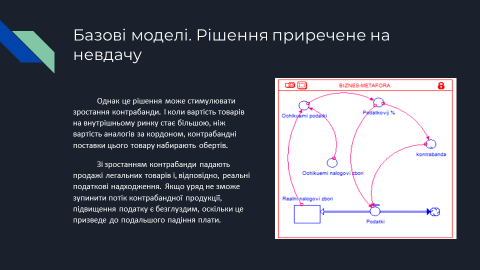 Базові моделі. Рішення приречене на
невдачу
Однак це рішення може стимулювати
зростання контрабанди. І коли вартість товарів
на внутрішньому ринку стає більшою, ніж
вартість аналогів за кордоном, контрабандні
поставки цього товару набирають обертів.
Зі зростанням контрабанди падають
продажі легальних товарів і, відповідно, реальні
податкові надходження. Якщо уряд не зможе
зупинити потік контрабандної продукції,
підвищення податку є безглуздим, оскільки це
призведе до подальшого падіння плати.
BIZNES-METAFORA
Ochikuemi podatki
Podatkovij %
kontrabanda
Ochikuemi nalogovi zbori
Realni nalogovi zbori
Podatki